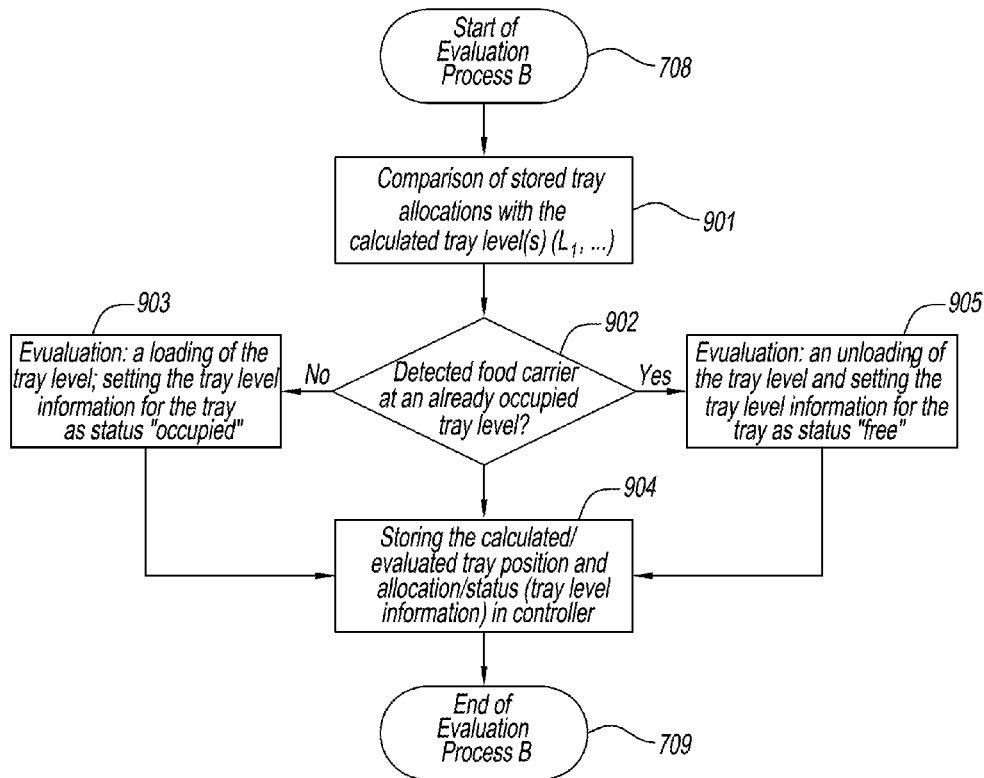 Start of
Evaluation
Process B
708
Comparison of stored tray
allocations with the
calculated tray level(s) (L1, ...)
901
902
Detected food carrier
at an already occupied
tray level?
No
Yes
903
Evualuation: a loading of the
tray level; setting the tray level
information for the tray
as status "occupied"
905
Evualuation: an unloading of
the tray level and setting the
tray level information for the
tray as status "free"
904
Storing the calculated/
evaluated tray position and
allocation/status (tray level
information) in controller
End of
Evaluation
Process B
709